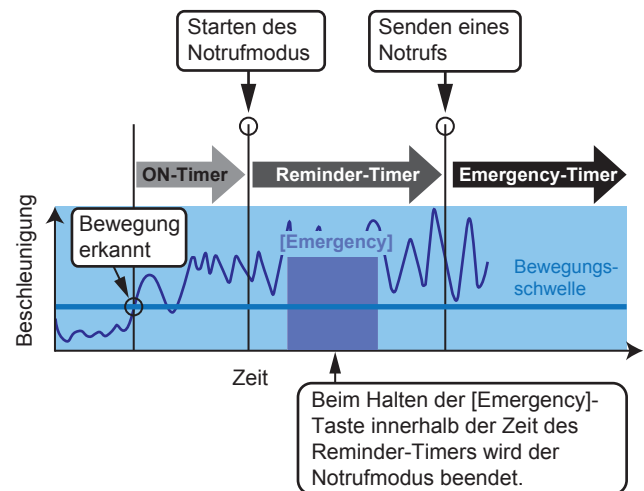 Starten des
Notrufmodus
Senden eines
Notrufs
ON-Timer
Reminder-Timer
Emergency-Timer
Beschleunigung
Bewegung
erkannt
[Emergency]
Bewegungs-
schwelle
Zeit
Beim Halten der [Emergency]-
Taste innerhalb der Zeit des
Reminder-Timers wird der
Notrufmodus beendet.